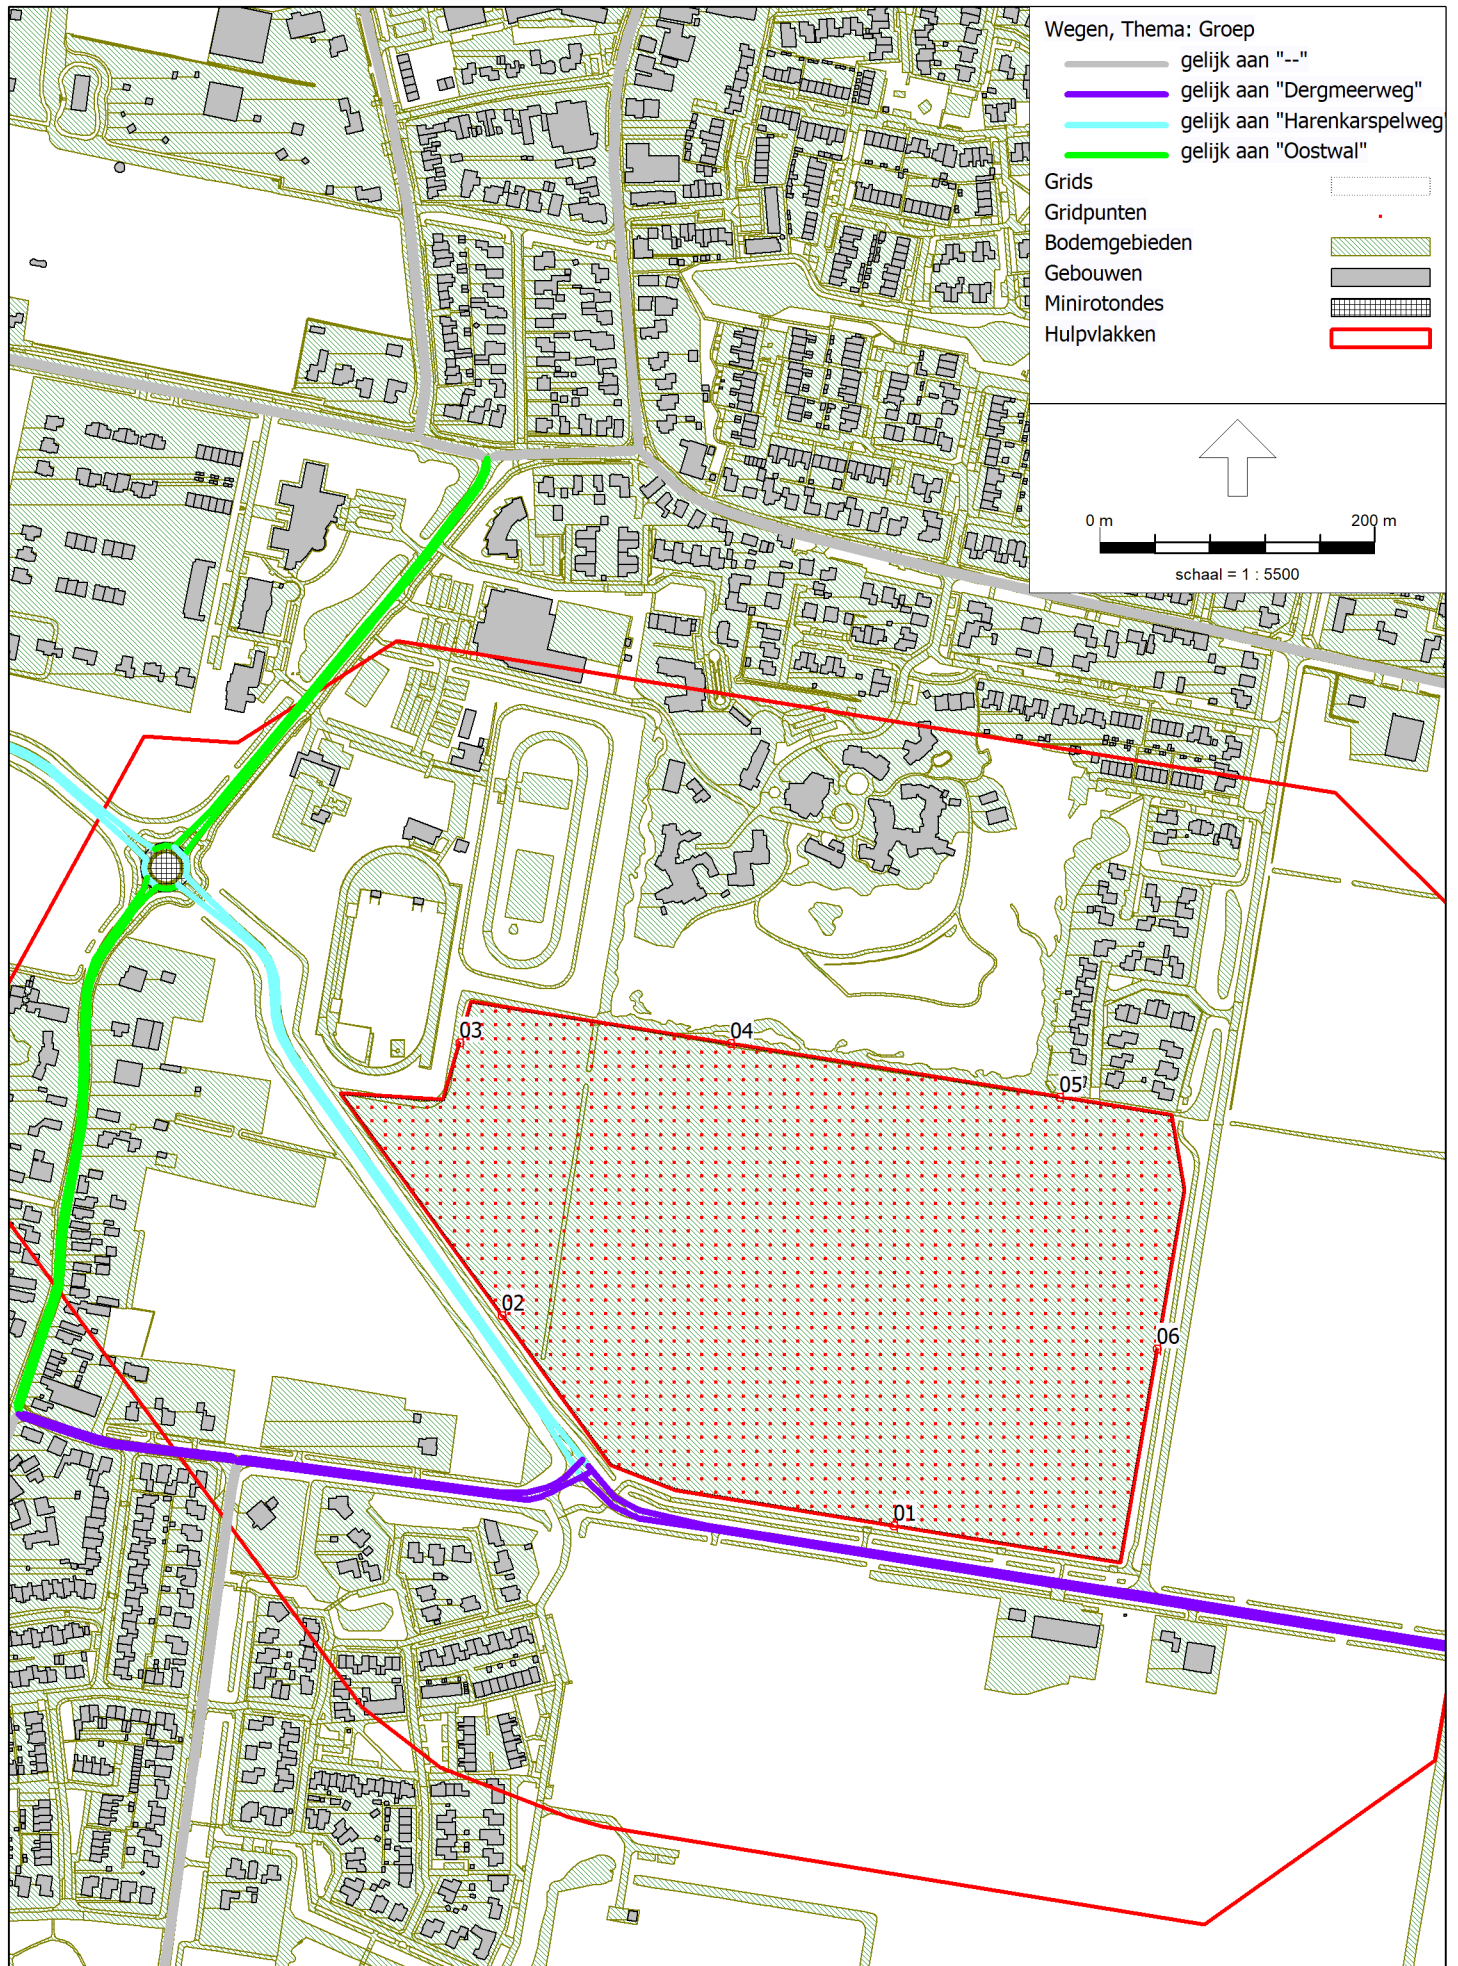 Wegen, Thema: Groep
gelijk aan "--"
gelijk aan "Dergmeerweg"
gelijk aan "Harenkarspelweg"
gelijk aan "Oostwal"
Grids
Gridpunten
Bodemgebieden
Gebouwen
Minirotondes
Hulpvlakken
0 m 200 m
schaal = 1 : 5500
03
04
05
02
06
01